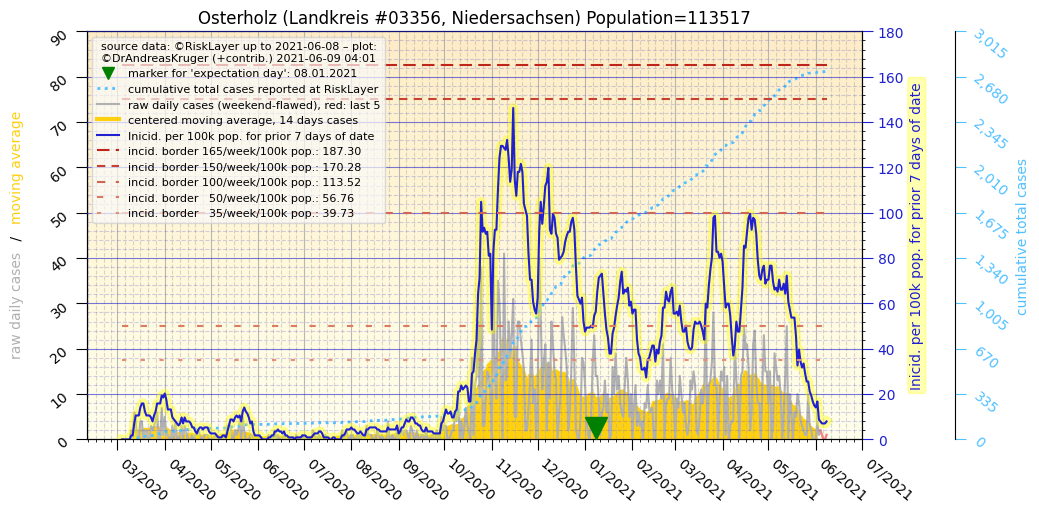 Osterholz (Landkreis #03356, Niedersachsen) Population=113517
source data: ©RiskLayer up to 2021-06-08 – plot:
©DrAndreasKruger (+contrib.) 2021-06-09 04:01
marker for 'expectation day': 08.01.2021
cumulative total cases reported at RiskLayer
raw daily cases (weekend-flawed), red: last 5
centered moving average, 14 days cases
Inicid. per 100k pop. for prior 7 days of date
incid. border 165/week/100k pop.: 187.30
incid. border 150/week/100k pop.: 170.28
incid. border 100/week/100k pop.: 113.52
incid. border   50/week/100k pop.: 56.76
incid. border   35/week/100k pop.: 39.73
raw daily cases / moving average
90
80
70
60
50
40
30
20
10
0
180
160
140
120
100
80
60
40
20
0
Inicid. per 100k pop. for prior 7 days of date
3,015
2,680
2,345
2,010
1,675
1,340
1,005
670
335
0
cumulative total cases
03/2020
04/2020
05/2020
06/2020
07/2020
08/2020
09/2020
10/2020
11/2020
12/2020
01/2021
02/2021
03/2021
04/2021
05/2021
06/2021
07/2021